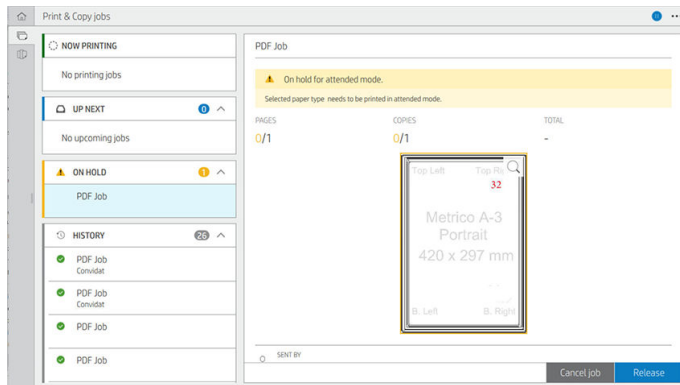 Print & Copy jobs
NOW PRINTING
No printing jobs
UP NEXT
0
No upcoming jobs
ON HOLD
1
PDF Job
HISTORY
26
PDF Job
Convidat
PDF Job
Convidat
PDF Job
PDF Job
PDF Job
On hold for attended mode.
Selected paper type needs to be printed in attended mode.
PAGES
COPIES
TOTAL
0/1
0/1
-
Top Left
Top
32
Metrico A-3
Portrait
420 x 297 mm
B. Left
B. Right
SENT BY
Cancel job
Release